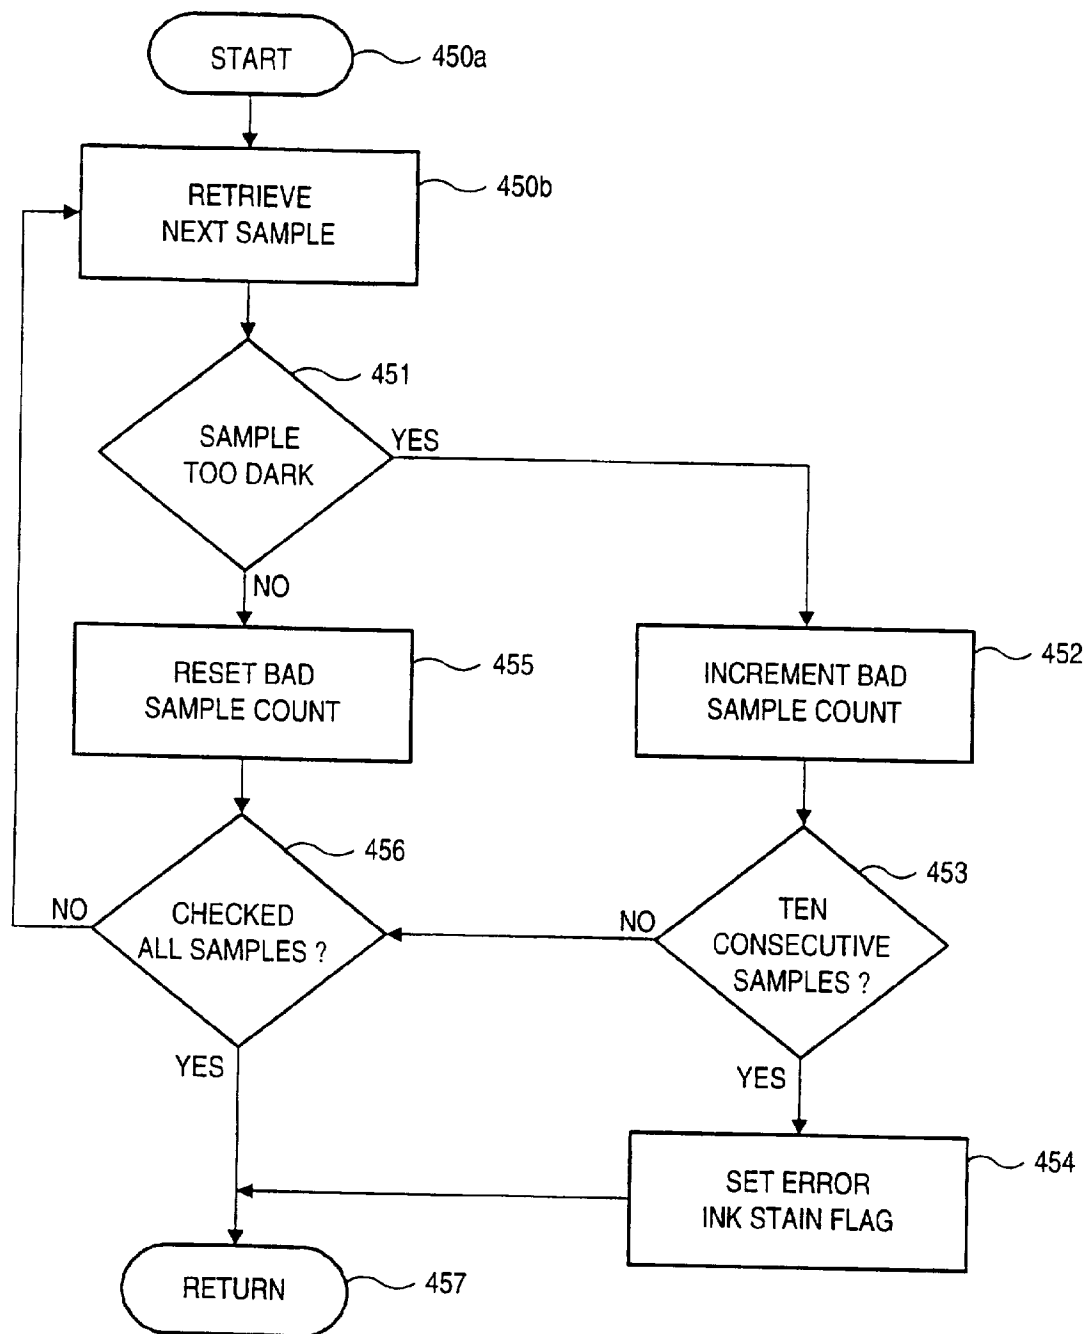 START
450a
RETRIEVE
NEXT SAMPLE
450b
451
SAMPLE
TOO DARK
YES
NO
RESET BAD
SAMPLE COUNT
455
INCREMENT BAD
SAMPLE COUNT
452
456
CHECKED
ALL SAMPLES ?
NO
YES
453
TEN
CONSECUTIVE
SAMPLES ?
NO
YES
SET ERROR
INK STAIN FLAG
454
RETURN
457